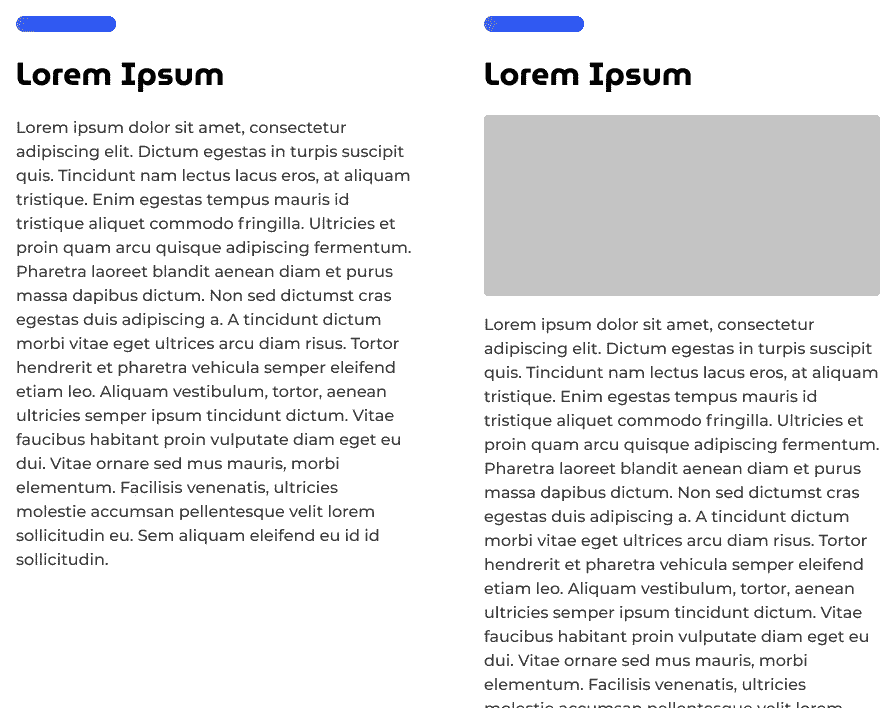 Lorem Ipsum
Lorem ipsum dolor sit amet, consectetur
adipiscing elit. Dictum egestas in turpis suscipit
quis. Tincidunt nam lectus lacus eros, at aliquam
tristique. Enim egestas tempus mauris id
tristique aliquet commodo fringilla. Ultricies et
proin quam arcu quisque adipiscing fermentum.
Pharetra laoreet blandit aenean diam et purus
massa dapibus dictum. Non sed dictumst cras
egestas duis adipiscing a. A tincidunt dictum
morbi vitae eget ultrices arcu diam risus. Tortor
hendrerit et pharetra vehicula semper eleifend
etiam leo. Aliquam vestibulum, tortor, aenean
ultricies semper ipsum tincidunt dictum. Vitae
faucibus habitant proin vulputate diam eget eu
dui. Vitae ornare sed mus mauris, morbi
elementum. Facilisis venenatis, ultricies
molestie accumsan pellentesque velit lorem
sollicitudin eu. Sem aliquam eleifend eu id id
sollicitudin.
Lorem Ipsum
Lorem ipsum dolor sit amet, consectetur
adipiscing elit. Dictum egestas in turpis suscipit
quis. Tincidunt nam lectus lacus eros, at aliquam
tristique. Enim egestas tempus mauris id
tristique aliquet commodo fringilla. Ultricies et
proin quam arcu quisque adipiscing fermentum.
Pharetra laoreet blandit aenean diam et purus
massa dapibus dictum. Non sed dictumst cras
egestas duis adipiscing a. A tincidunt dictum
morbi vitae eget ultrices arcu diam risus. Tortor
hendrerit et pharetra vehicula semper eleifend
etiam leo. Aliquam vestibulum, tortor, aenean
ultricies semper ipsum tincidunt dictum. Vitae
faucibus habitant proin vulputate diam eget eu
dui. Vitae ornare sed mus mauris, morbi
elementum. Facilisis venenatis, ultricies
molestie accumsan pellentesque velit lorem